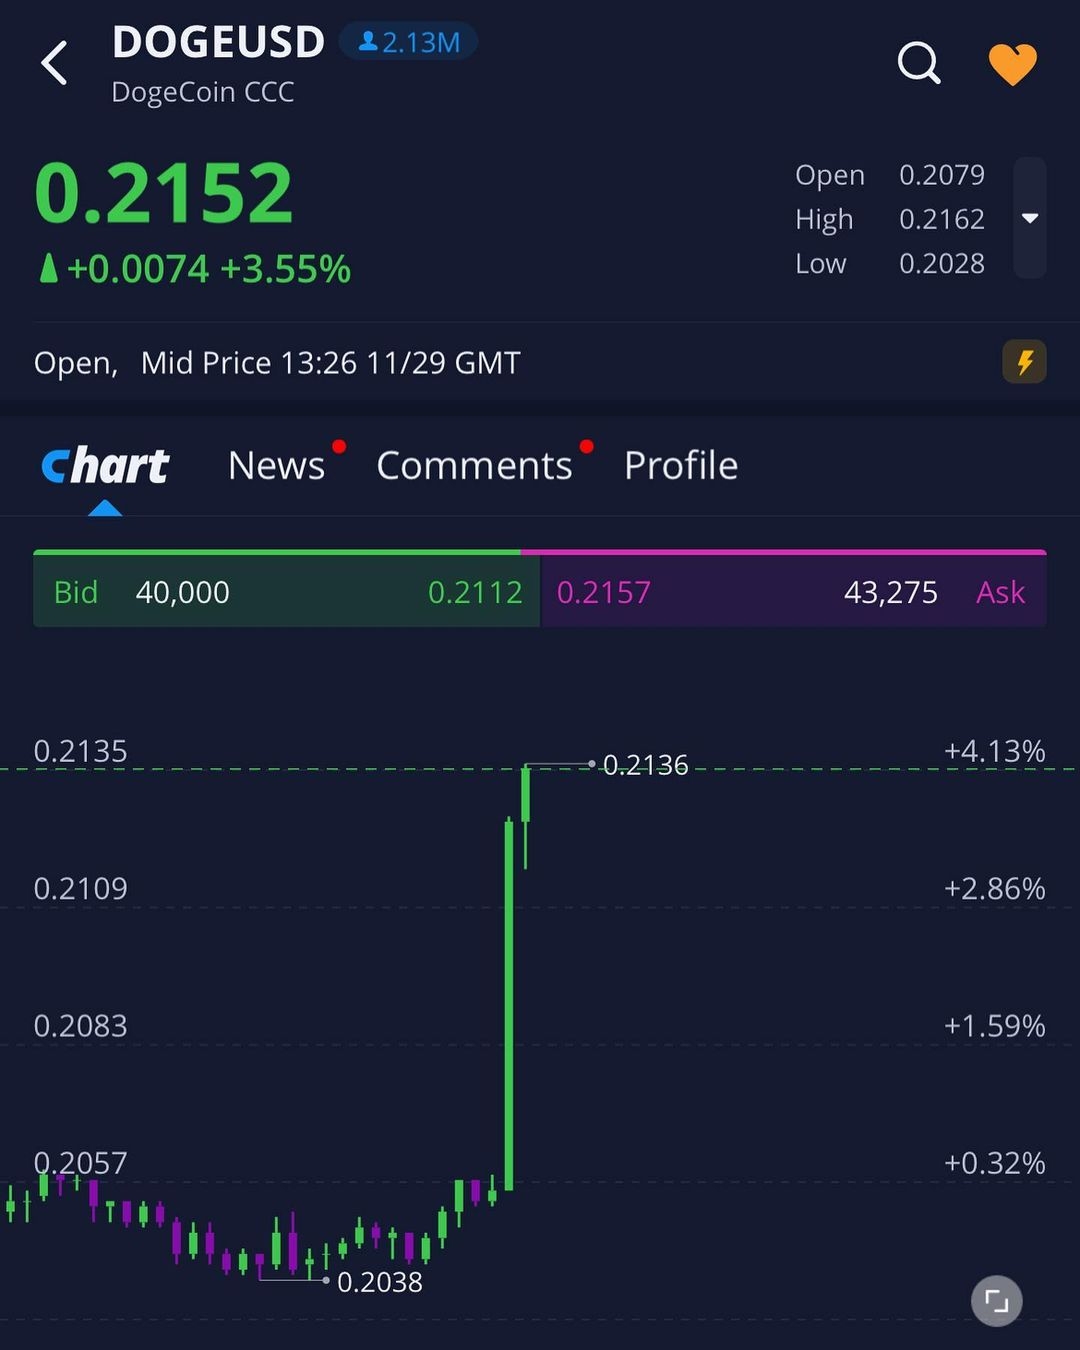 DOGEUSD 2.13M
DogeCoin CCC
0.2152
+0.0074 +3.55%
Open 0.2079
High 0.2162
Low 0.2028
Open, Mid Price 13:26 11/29 GMT
Chart News Comments Profile
Bid 40,000 0.2112 0.2157 43,275 Ask
0.2135 +4.13%
0.2136
0.2109 +2.86%
0.2083 +1.59%
0.2057 +0.32%
0.2038